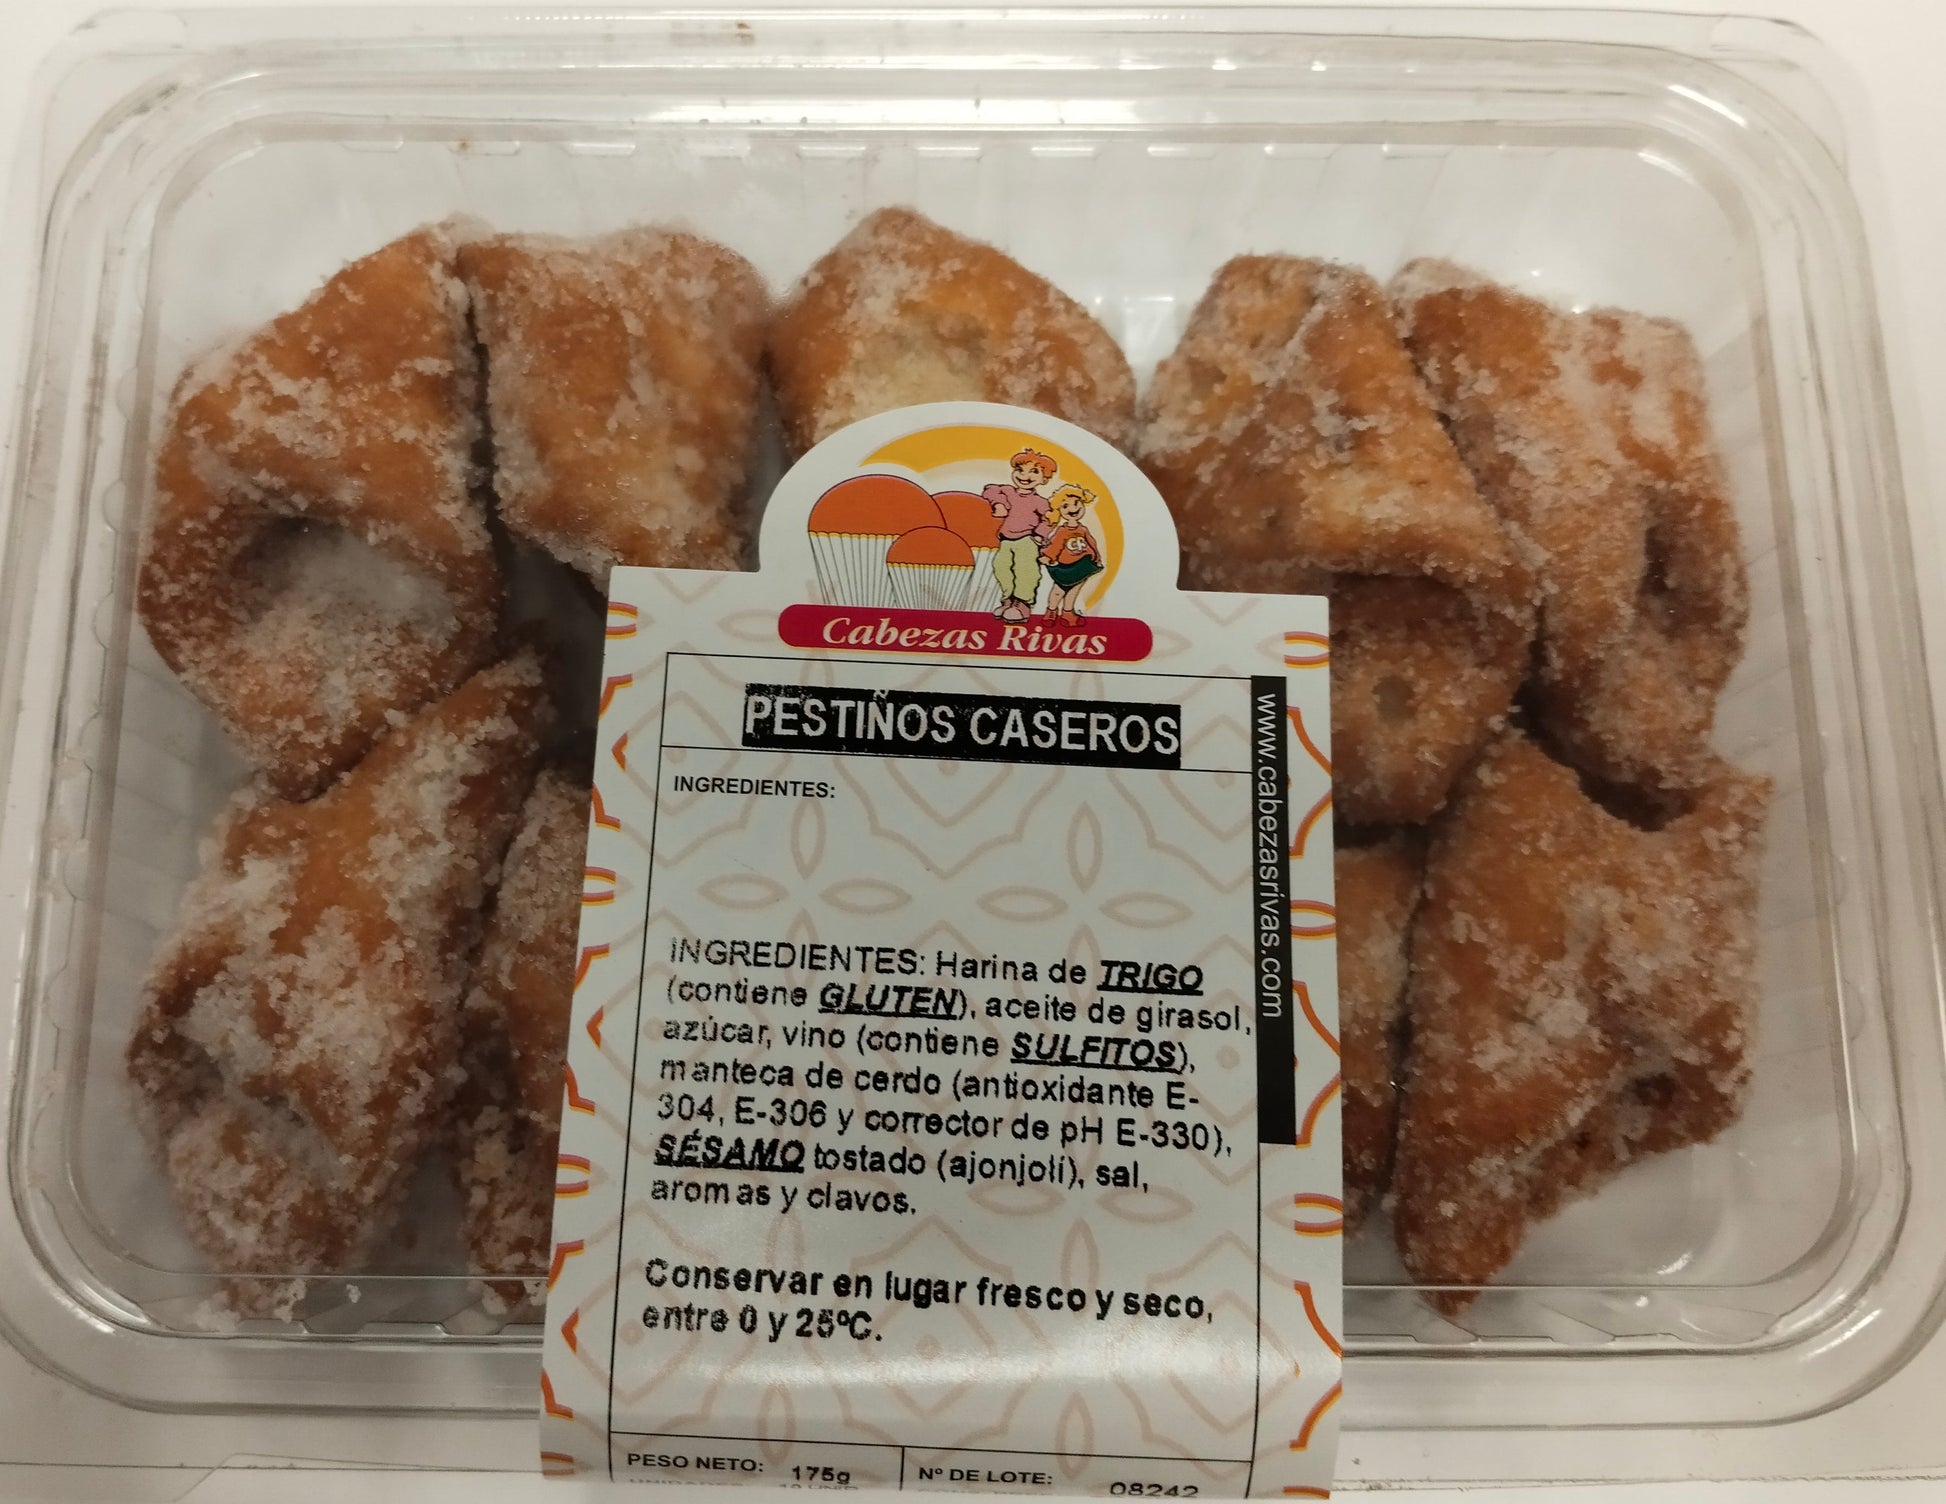 Cabezas Rivas
PESTIÑOS CASEROS
www.cabezasrivas.com
INGREDIENTES:
INGREDIENTES: Harina de TRIGO
(contiene GLUTEN), aceite de girasol,
azúcar, vino (contiene SULFITOS),
manteca de cerdo (antioxidante E-
304, E-306 y corrector de pH E-330),
SÉSAMO tostado (ajonjolí), sal,
aromas y clavos.
Conservar en lugar fresco y seco,
entre 0 y 25ºC.
PESO NETO: 175g
Nº DE LOTE: 08242